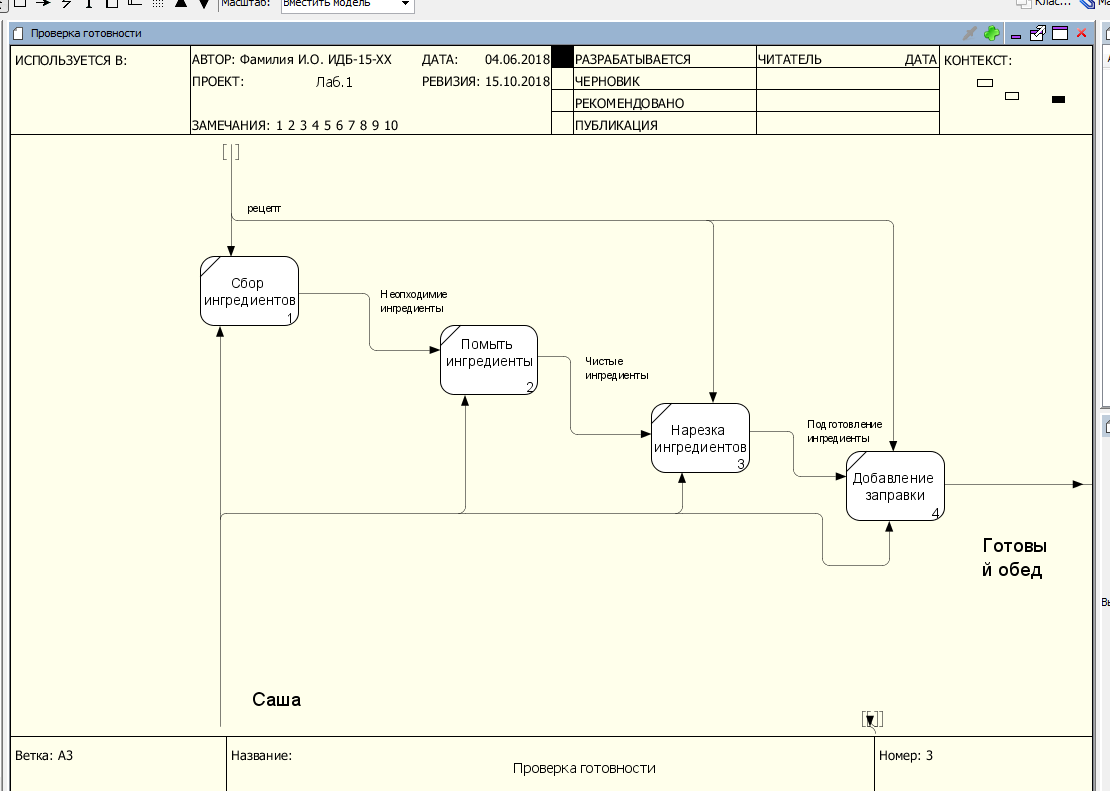 Масштаб: Вместить модель
Клас...
Проверка готовности
ИСПОЛЬЗУЕТСЯ В:
АВТОР: Фамилия И.О. ИДБ-15-ХХ
ДАТА: 04.06.2018
РАЗРАБАТЫВАЕТСЯ
ЧИТАТЕЛЬ
ДАТА
КОНТЕКСТ:
ПРОЕКТ: Лаб.1
РЕВИЗИЯ: 15.10.2018
ЧЕРНОВИК
РЕКОМЕНДОВАНО
ЗАМЕЧАНИЯ: 1 2 3 4 5 6 7 8 9 10
ПУБЛИКАЦИЯ
рецепт
Сбор
ингредиентов
1
Неопходимие
ингредиенты
Помыть
ингредиенты
2
Чистые
ингредиенты
Нарезка
ингредиентов
3
Подготовление
ингредиенты
Добавление
заправки
4
Готовы
й обед
Саша
Ветка: A3
Название:
Проверка готовности
Номер: 3